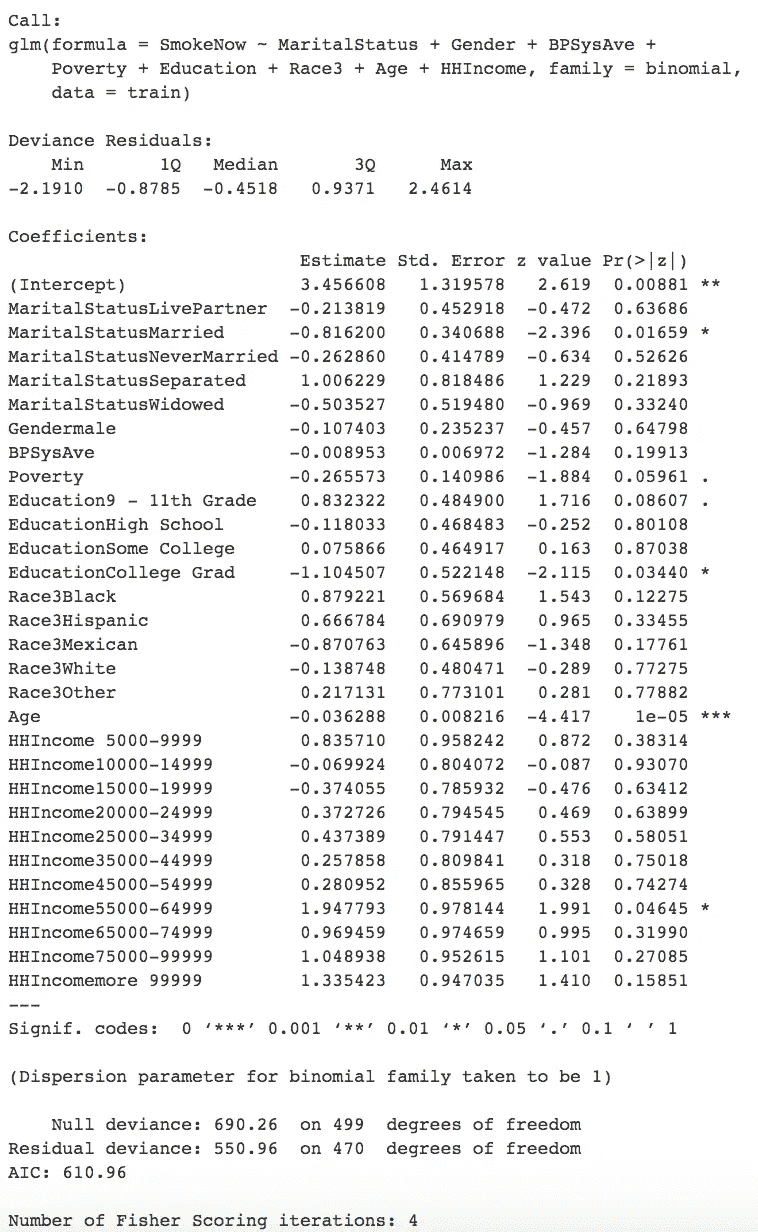 Call:
glm(formula = SmokeNow ~ MaritalStatus + Gender + BPSysAve +
    Poverty + Education + Race3 + Age + HHIncome, family = binomial,
    data = train)

Deviance Residuals:
    Min       1Q   Median       3Q      Max
-2.1910  -0.8785  -0.4518   0.9371   2.4614

Coefficients:
                           Estimate Std. Error z value Pr(>|z|)
(Intercept)                3.456608   1.319578   2.619  0.00881 **
MaritalStatusLivePartner  -0.213819   0.452918  -0.472  0.63686
MaritalStatusMarried      -0.816200   0.340688  -2.396  0.01659 *
MaritalStatusNeverMarried -0.262860   0.414789  -0.634  0.52626
MaritalStatusSeparated     1.006229   0.818486   1.229  0.21893
MaritalStatusWidowed      -0.503527   0.519480  -0.969  0.33240
Gendermale                -0.107403   0.235237  -0.457  0.64798
BPSysAve                  -0.008953   0.006972  -1.284  0.19913
Poverty                   -0.265573   0.140986  -1.884  0.05961 .
Education9 - 11th Grade    0.832322   0.484900   1.716  0.08607 .
EducationHigh School      -0.118033   0.468483  -0.252  0.80108
EducationSome College      0.075866   0.464917   0.163  0.87038
EducationCollege Grad     -1.104507   0.522148  -2.115  0.03440 *
Race3Black                 0.879221   0.569684   1.543  0.12275
Race3Hispanic              0.666784   0.690979   0.965  0.33455
Race3Mexican              -0.870763   0.645896  -1.348  0.17761
Race3White                -0.138748   0.480471  -0.289  0.77275
Race3Other                 0.217131   0.773101   0.281  0.77882
Age                       -0.036288   0.008216  -4.417    1e-05 ***
HHIncome 5000-9999         0.835710   0.958242   0.872  0.38314
HHIncome10000-14999       -0.069924   0.804072  -0.087  0.93070
HHIncome15000-19999       -0.374055   0.785932  -0.476  0.63412
HHIncome20000-24999        0.372726   0.794545   0.469  0.63899
HHIncome25000-34999        0.437389   0.791447   0.553  0.58051
HHIncome35000-44999        0.257858   0.809841   0.318  0.75018
HHIncome45000-54999        0.280952   0.855965   0.328  0.74274
HHIncome55000-64999        1.947793   0.978144   1.991  0.04645 *
HHIncome65000-74999        0.969459   0.974659   0.995  0.31990
HHIncome75000-99999        1.048938   0.952615   1.101  0.27085
HHIncomemore 99999         1.335423   0.947035   1.410  0.15851
---
Signif. codes:  0 ‘***’ 0.001 ‘**’ 0.01 ‘*’ 0.05 ‘.’ 0.1 ‘ ’ 1

(Dispersion parameter for binomial family taken to be 1)

    Null deviance: 690.26  on 499  degrees of freedom
Residual deviance: 550.96  on 470  degrees of freedom
AIC: 610.96

Number of Fisher Scoring iterations: 4